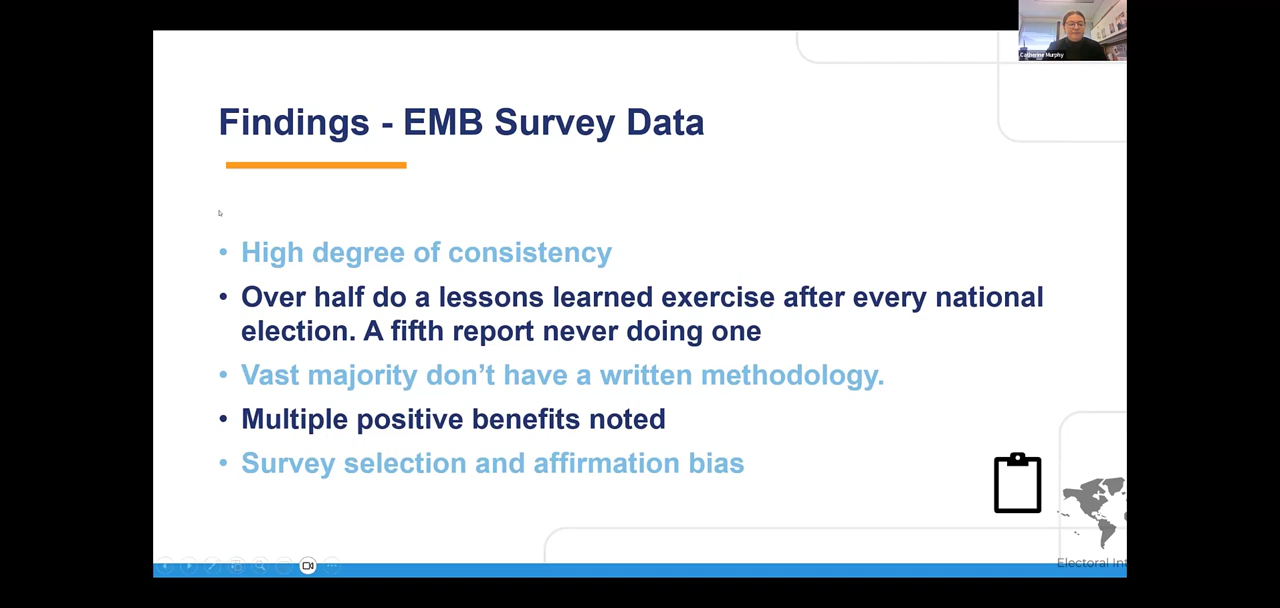 Catherine Murphy
Findings - EMB Survey Data
• High degree of consistency
• Over half do a lessons learned exercise after every national
election. A fifth report never doing one
• Vast majority don’t have a written methodology.
• Multiple positive benefits noted
• Survey selection and affirmation bias
Electoral Int